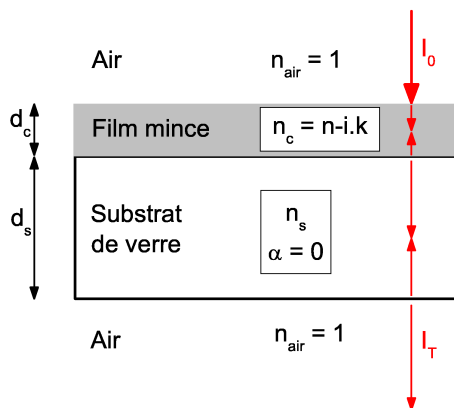 Air n_air = 1 I_0
d_c Film mince n_c = n-i.k
d_s Substrat de verre n_s
α = 0
Air n_air = 1 I_T